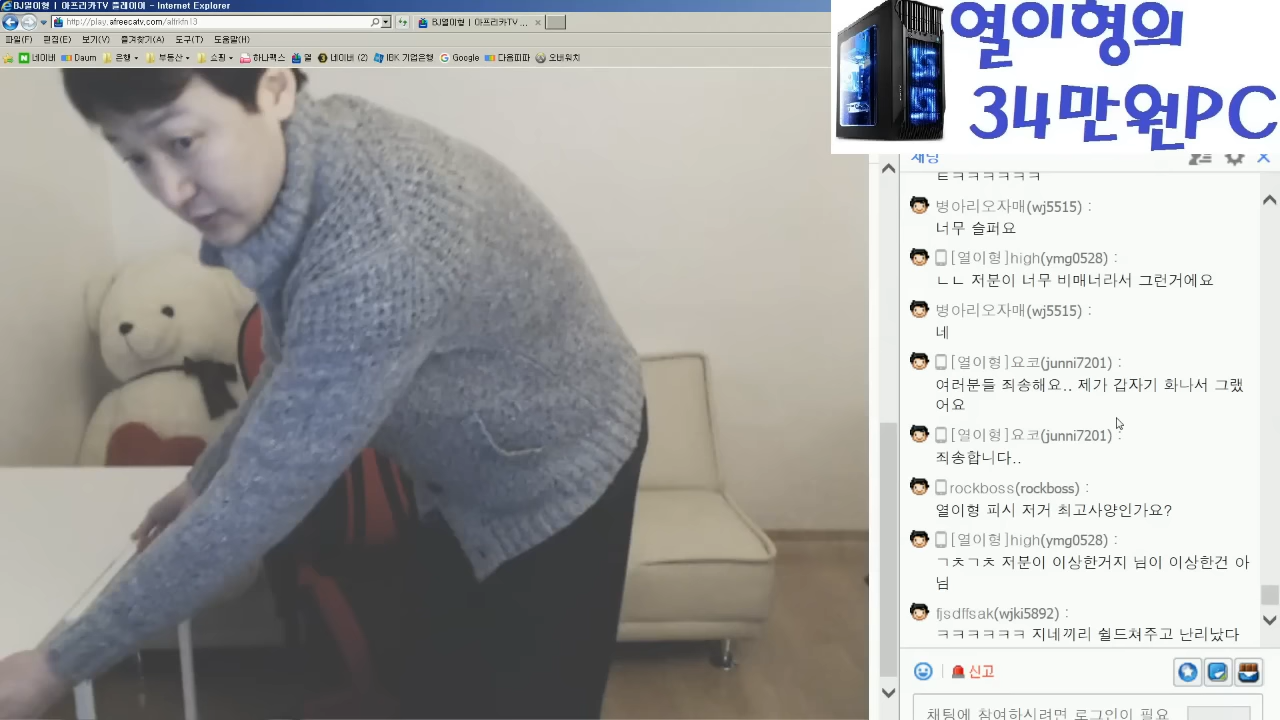 BJ열이형 | 아프리카TV 플레이어 - Internet Explorer
http://play.afreecatv.com/allrkfn13
BJ열이형 | 아프리카TV ...
파일(F) 편집(E) 보기(V) 즐겨찾기(A) 도구(T) 도움말(H)
네이버 Daum 은행 부동산 쇼핑 하나팩스 열 네이버 (2) IBK 기업은행 Google 다음피파 오버워치
열이형의
34만원PC
채팅
트ㅋㅋㅋㅋㅋㅋ
병아리오자매(wj5515) :
너무 슬퍼요
[열이형]high(ymg0528) :
ㄴㄴ 저분이 너무 비매너라서 그런거에요
병아리오자매(wj5515) :
네
[열이형]요코(junni7201) :
여러분들 죄송해요.. 제가 갑자기 화나서 그랬
어요
[열이형]요코(junni7201) :
죄송합니다..
rockboss(rockboss) :
열이형 피시 저거 최고사양인가요?
[열이형]high(ymg0528) :
ㄱㅊㄱㅊ 저분이 이상한거지 님이 이상한건 아
님
fjsdffsak(wjki5892) :
ㅋㅋㅋㅋㅋㅋ 지네끼리 쉴드쳐주고 난리났다
신고
채팅에 참여하시려면 로그인이 필요